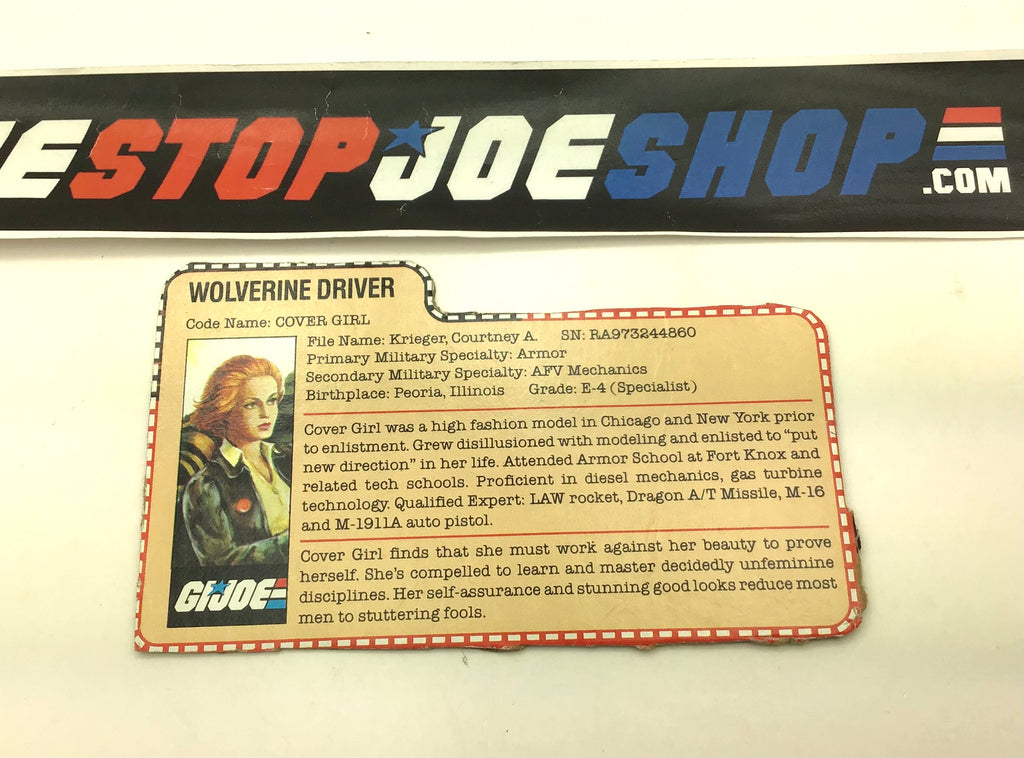 E STOP JOE SHOP
.COM
WOLVERINE DRIVER
Code Name: COVER GIRL
File Name: Krieger, Courtney A. SN: RA973244860
Primary Military Specialty: Armor
Secondary Military Specialty: AFV Mechanics
Birthplace: Peoria, Illinois Grade: E-4 (Specialist)
Cover Girl was a high fashion model in Chicago and New York prior
to enlistment. Grew disillusioned with modeling and enlisted to “put
new direction” in her life. Attended Armor School at Fort Knox and
related tech schools. Proficient in diesel mechanics, gas turbine
technology. Qualified Expert: LAW rocket, Dragon A/T Missile, M-16
and M-1911A auto pistol.
Cover Girl finds that she must work against her beauty to prove
herself. She's compelled to learn and master decidedly unfeminine
disciplines. Her self-assurance and stunning good looks reduce most
men to stuttering fools.
GI JOE